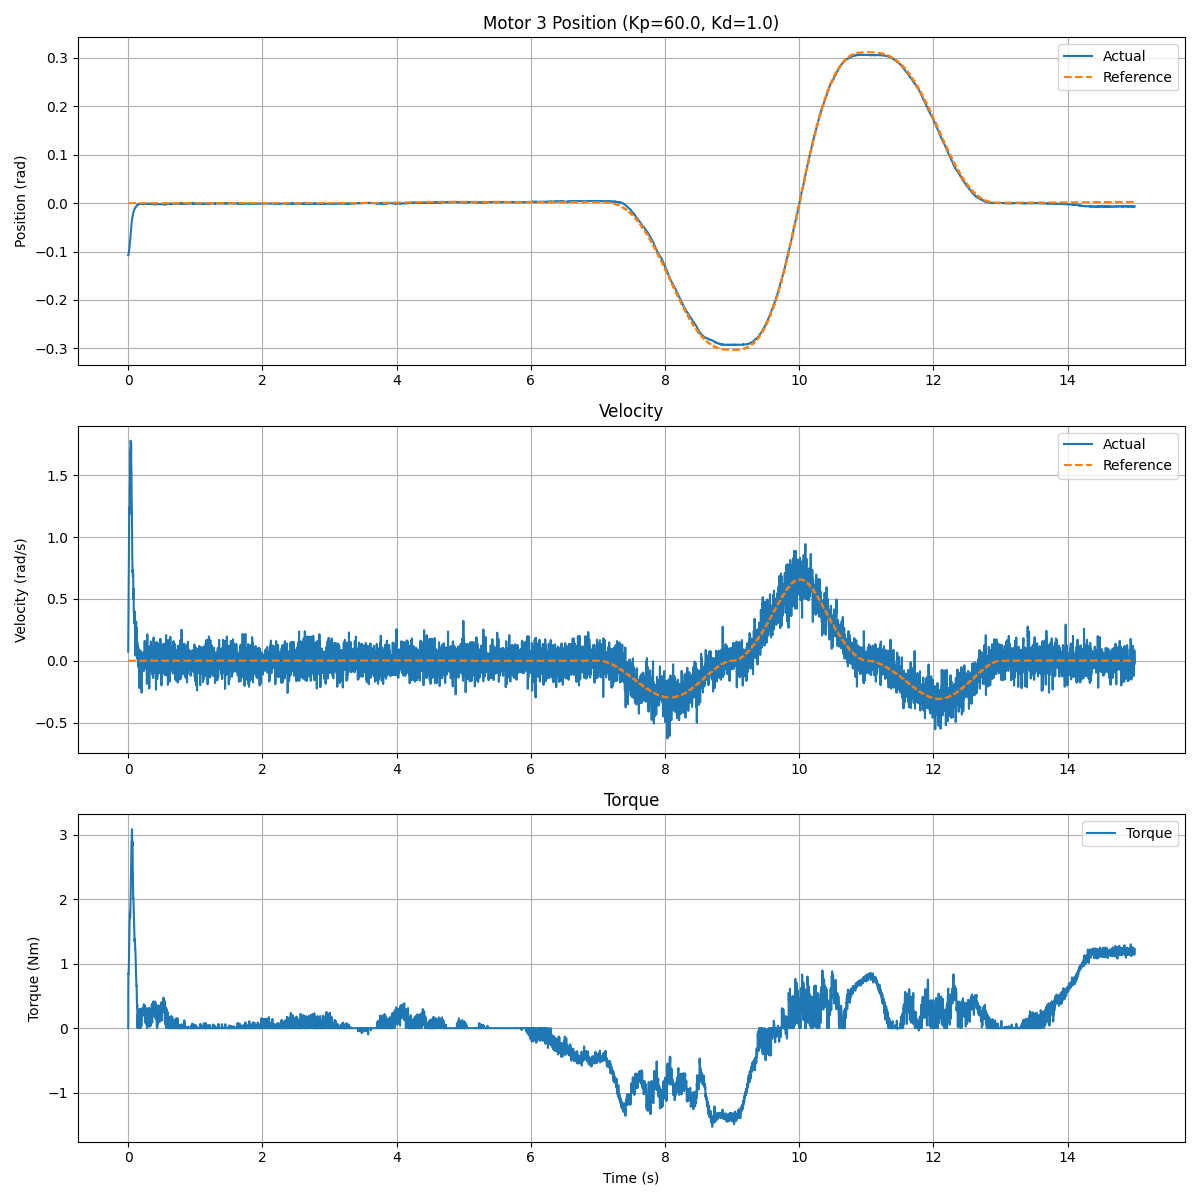 Motor 3 Position (Kp=60.0, Kd=1.0)
0.3
0.2
0.1
0.0
−0.1
−0.2
−0.3
Position (rad)
Actual
Reference
0 2 4 6 8 10 12 14
Velocity
1.5
1.0
0.5
0.0
−0.5
Velocity (rad/s)
Actual
Reference
0 2 4 6 8 10 12 14
Torque
3
2
1
0
−1
Torque (Nm)
Torque
0 2 4 6 8 10 12 14
Time (s)